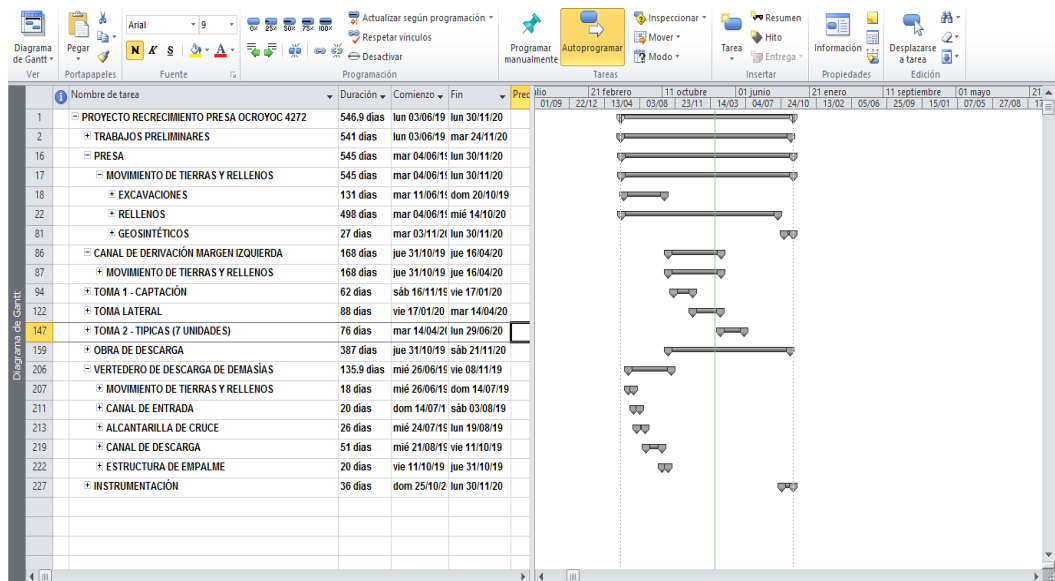 Diagrama de Gantt
Ver
Pegar
Portapapeles
Arial 9
N K S A
Fuente
0% 25% 50% 75% 100%
Actualizar según programación
Respetar vínculos
Desactivar
Programación
Programar manualmente
Autoprogramar
Inspeccionar
Mover
Modo
Tareas
Tarea
Resumen
Hito
Entrega
Insertar
Información
Propiedades
Desplazarse a tarea
Edición
Nombre de tarea Duración Comienzo Fin Prec
21 febrero 11 octubre 01 junio 21 enero 11 septiembre 01 mayo 21
01/09 22/12 13/04 03/08 23/11 14/03 04/07 24/10 13/02 05/06 25/09 15/01 07/05 27/08
1 PROYECTO RECRECIMIENTO PRESA OCROYOC 4272 546.9 días lun 03/06/19 lun 30/11/20
2 TRABAJOS PRELIMINARES 541 días lun 03/06/19 mar 24/11/20
16 PRESA 545 días mar 04/06/19 lun 30/11/20
17 MOVIMIENTO DE TIERRAS Y RELLENOS 545 días mar 04/06/19 lun 30/11/20
18 EXCAVACIONES 131 días mar 11/06/19 dom 20/10/19
22 RELLENOS 498 días mar 04/06/19 mié 14/10/20
81 GEOSINTÉTICOS 27 días mar 03/11/20 lun 30/11/20
86 CANAL DE DERIVACIÓN MARGEN IZQUIERDA 168 días jue 31/10/19 jue 16/04/20
87 MOVIMIENTO DE TIERRAS Y RELLENOS 168 días jue 31/10/19 jue 16/04/20
94 TOMA 1 - CAPTACIÓN 62 días sáb 16/11/19 vie 17/01/20
122 TOMA LATERAL 88 días vie 17/01/20 mar 14/04/20
147 TOMA 2 - TIPICAS (7 UNIDADES) 76 días mar 14/04/20 lun 29/06/20
159 OBRA DE DESCARGA 387 días jue 31/10/19 sáb 21/11/20
206 VERTEDERO DE DESCARGA DE DEMASÍAS 135.9 días mié 26/06/19 vie 08/11/19
207 MOVIMIENTO DE TIERRAS Y RELLENOS 18 días mié 26/06/19 dom 14/07/19
211 CANAL DE ENTRADA 20 días dom 14/07/1 sáb 03/08/19
213 ALCANTARILLA DE CRUCE 26 días mié 24/07/19 lun 19/08/19
219 CANAL DE DESCARGA 51 días mié 21/08/19 vie 11/10/19
222 ESTRUCTURA DE EMPALME 20 días vie 11/10/19 jue 31/10/19
227 INSTRUMENTACIÓN 36 días dom 25/10/2 lun 30/11/20
Diagrama de Gantt